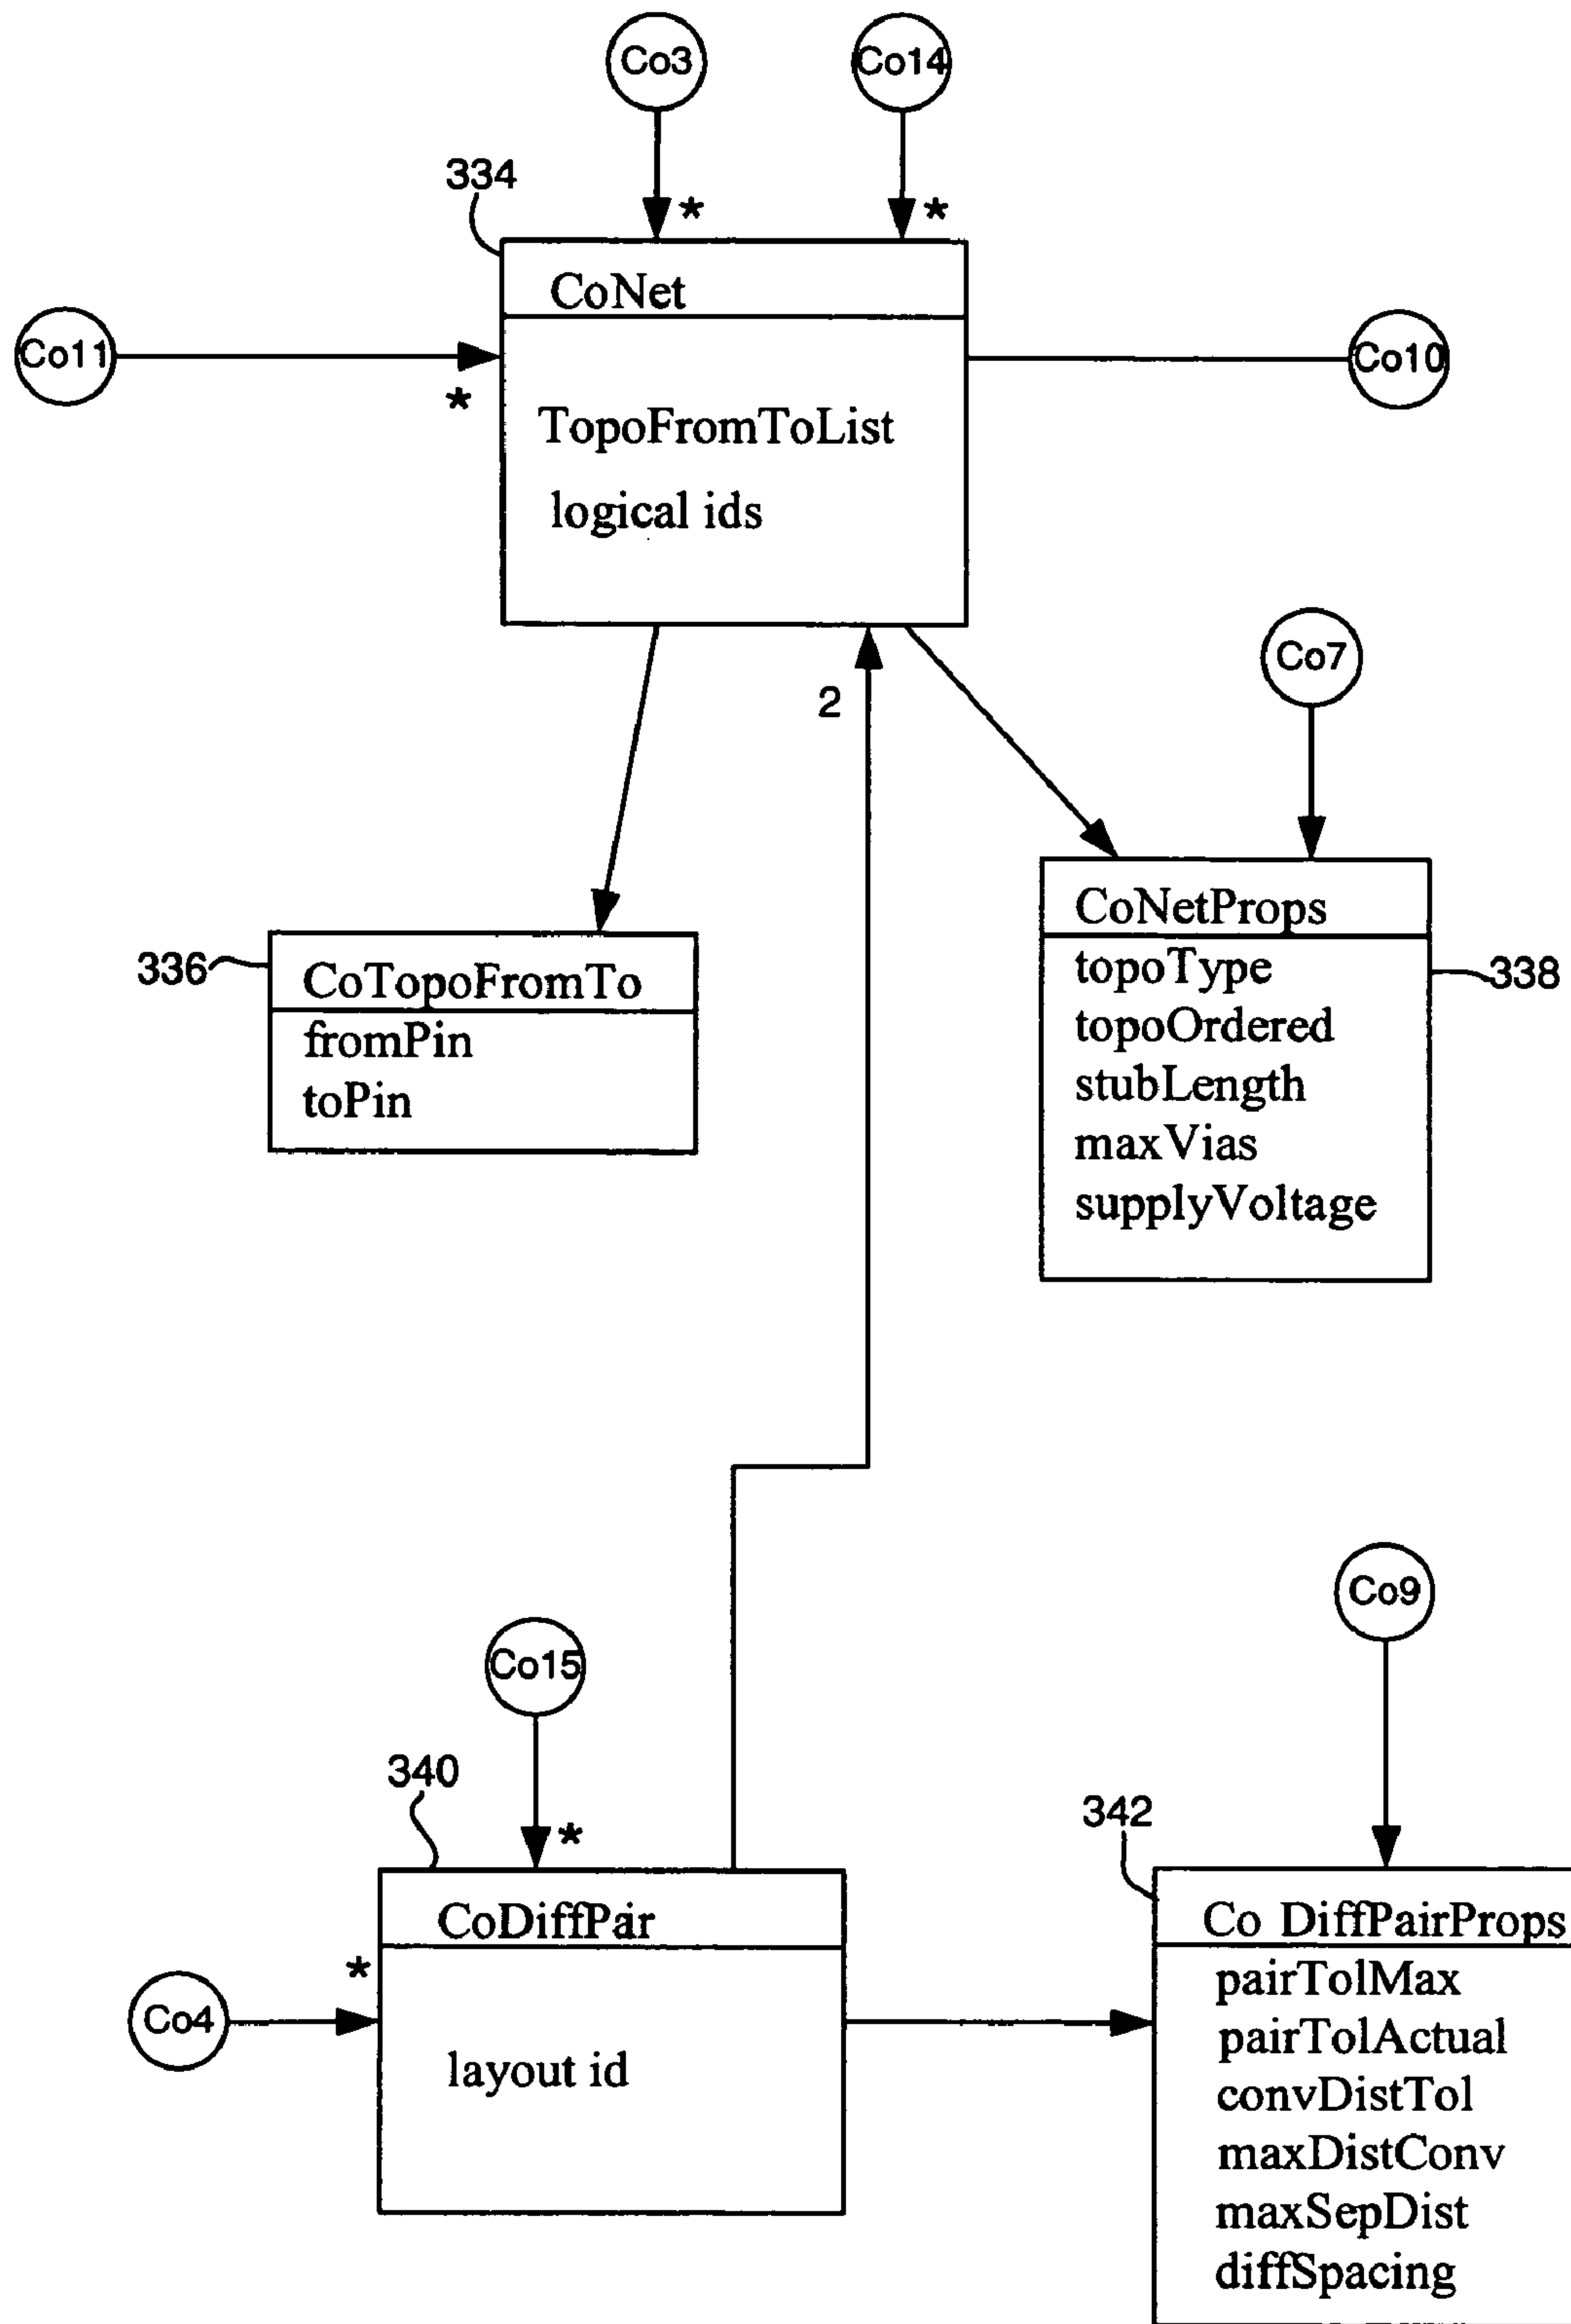 Co3
Co14
334
*
*
CoNet
Co11
*
Co10
TopoFromToList
logical ids
Co7
2
CoNetProps
336
CoTopoFromTo
topoType
338
fromPin
topoOrdered
toPin
stubLength
maxVias
supplyVoltage
Co9
Co15
340
*
342
CoDiffPair
Co DiffPairProps
*
Co4
layout id
pairTolMax
pairTolActual
convDistTol
maxDistConv
maxSepDist
diffSpacing